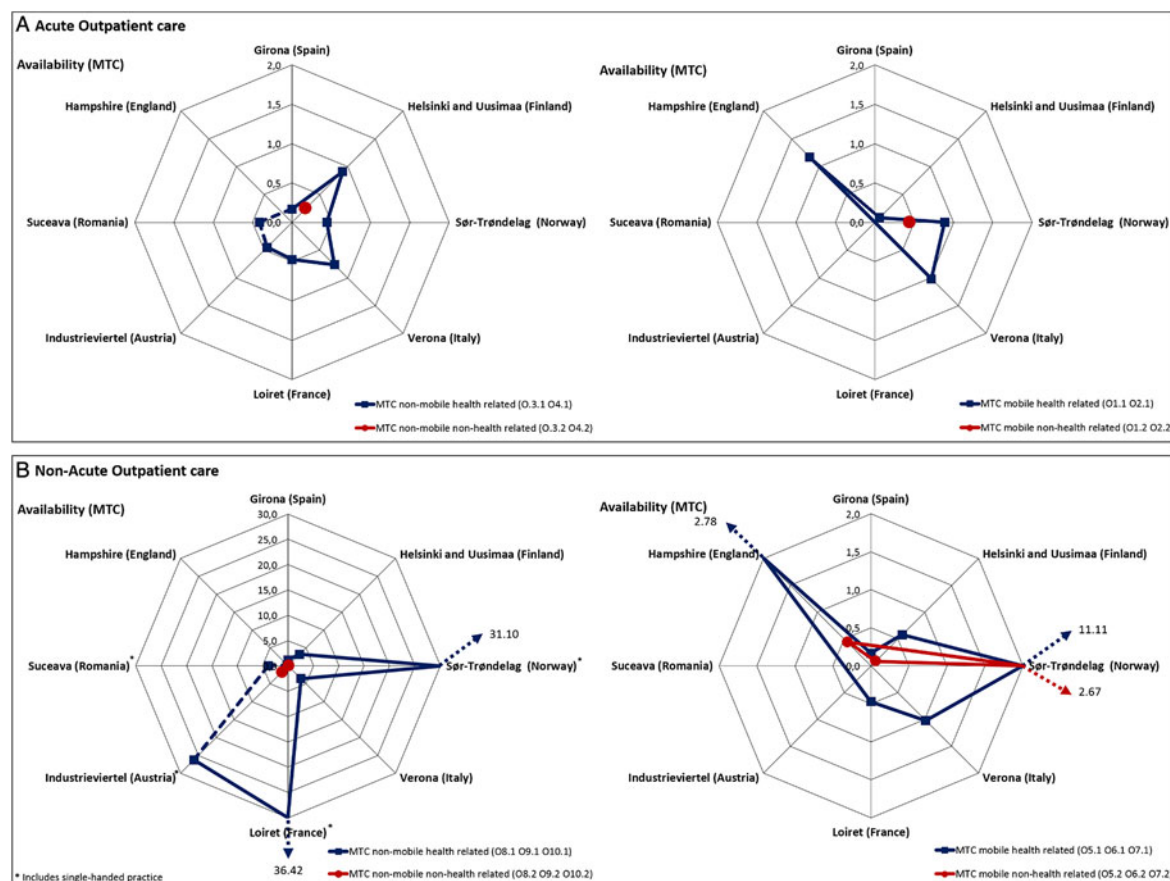 A Acute Outpatient care
Availability (MTC)
Girona (Spain)
2,0
1,5
1,0
0,5
0,0
Hampshire (England)
Helsinki and Uusimaa (Finland)
Suceava (Romania)
Sør-Trøndelag (Norway)
Industrieviertel (Austria)
Verona (Italy)
Loiret (France)
MTC non-mobile health related (O.3.1 O4.1)
MTC non-mobile non-health related (O.3.2 O4.2)
Availability (MTC)
Girona (Spain)
2,0
1,5
1,0
0,5
0,0
Hampshire (England)
Helsinki and Uusimaa (Finland)
Suceava (Romania)
Sør-Trøndelag (Norway)
Industrieviertel (Austria)
Verona (Italy)
Loiret (France)
MTC mobile health related (O1.1 O2.1)
MTC mobile non-health related (O1.2 O2.2
B Non-Acute Outpatient care
Availability (MTC)
Girona (Spain)
30,0
25,0
20,0
15,0
10,0
5,0
0,0
Hampshire (England)
Helsinki and Uusimaa (Finland)
31.10
Suceava (Romania)*
Sør-Trøndelag (Norway)*
Industrieviertel (Austria)*
Verona (Italy)
Loiret (France)*
36.42
MTC non-mobile health related (O8.1 O9.1 O10.1)
MTC non-mobile non-health related (O8.2 O9.2 O10.2)
* Includes single-handed practice
Availability (MTC)
2.78
Girona (Spain)
2,0
1,5
1,0
0,5
0,0
Hampshire (England)
Helsinki and Uusimaa (Finland)
11.11
Suceava (Romania)
Sør-Trøndelag (Norway)
2.67
Industrieviertel (Austria)
Verona (Italy)
Loiret (France)
MTC mobile health related (O5.1 O6.1 O7.1)
MTC mobile non-health related (O5.2 O6.2 O7.2)